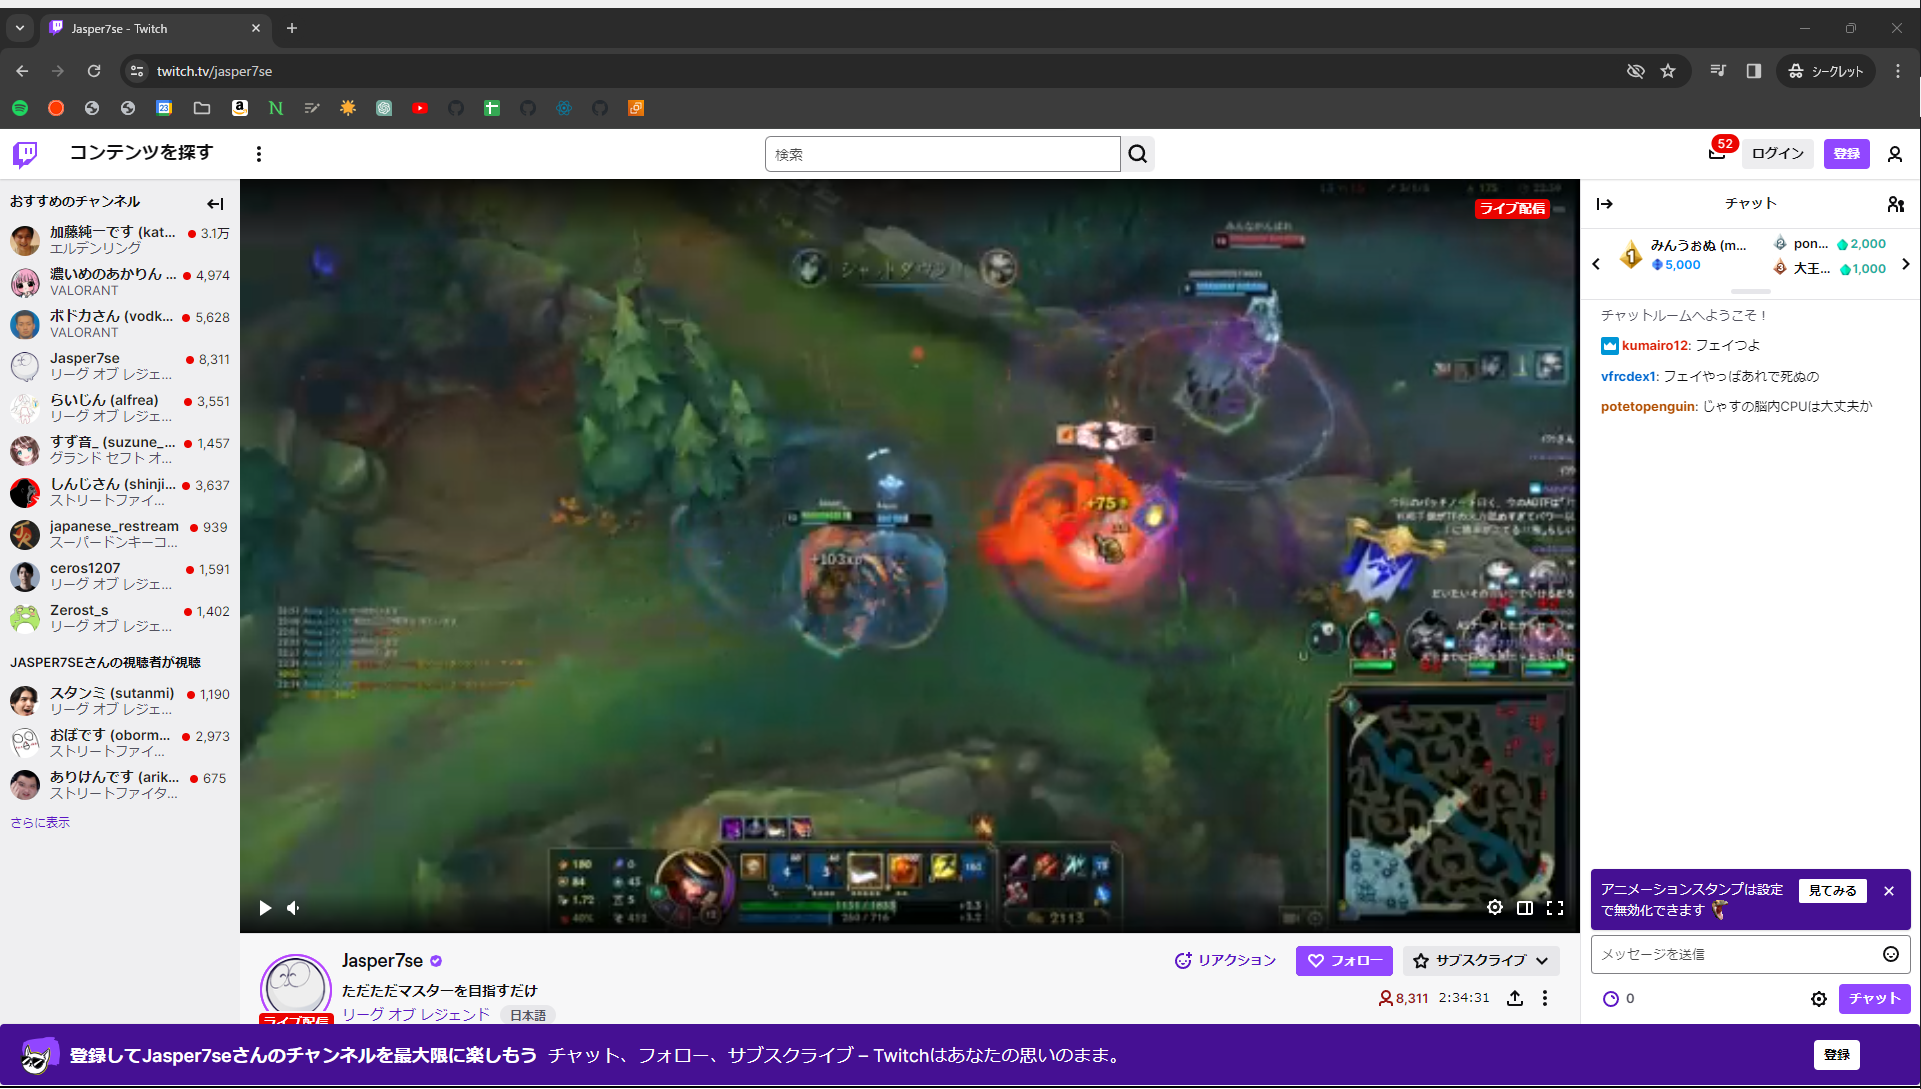 Jasper7se - Twitch
twitch.tv/jasper7se
シークレット
コンテンツを探す
検索
52
ログイン
登録
おすすめのチャンネル
加藤純一です (kat... 3.1万
エルデンリング
濃いめのあかりん ... 4,974
VALORANT
ボドカさん (vodk... 5,628
VALORANT
Jasper7se 8,311
リーグ オブ レジェ...
らいじん (alfrea) 3,551
リーグ オブ レジェ...
すず音_ (suzune_... 1,457
グランド セフト オ...
しんじさん (shinji... 3,637
ストリートファイ...
japanese_restream 939
スーパードンキーコ...
ceros1207 1,591
リーグ オブ レジェ...
Zerost_s 1,402
リーグ オブ レジェ...
JASPER7SEさんの視聴者が視聴
スタンミ (sutanmi) 1,190
リーグ オブ レジェ...
おぼです (oborm... 2,973
ストリートファイ...
ありけんです (arik... 675
ストリートファイタ...
さらに表示
ライブ配信
シャットダウン!
+75
+103xp
2113
チャット
1 みんうぉぬ (m...
5,000
2 pon... 2,000
3 大王... 1,000
チャットルームへようこそ！
kumairo12: フェイつよ
vfrcdex1: フェイやっぱあれで死ぬの
potetopenguin: じゃすの脳内CPUは大丈夫か
アニメーションスタンプは設定
で無効化できます
見てみる
メッセージを送信
0
チャット
Jasper7se
ただただマスターを目指すだけ
リーグ オブ レジェンド 日本語
ライブ配信
リアクション
フォロー
サブスクライブ
8,311 2:34:31
登録してJasper7seさんのチャンネルを最大限に楽しもう チャット、フォロー、サブスクライブ – Twitchはあなたの思いのまま。
登録